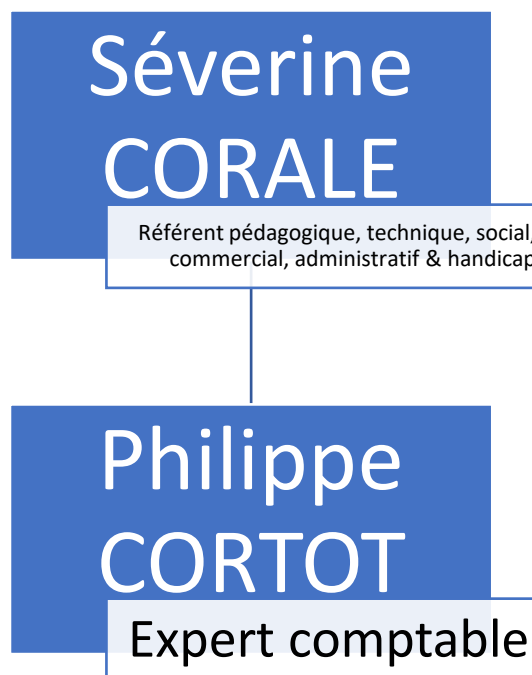 Séverine
CORALE
Référent pédagogique, technique, social,
commercial, administratif & handicap
Philippe
CORTOT
Expert comptable